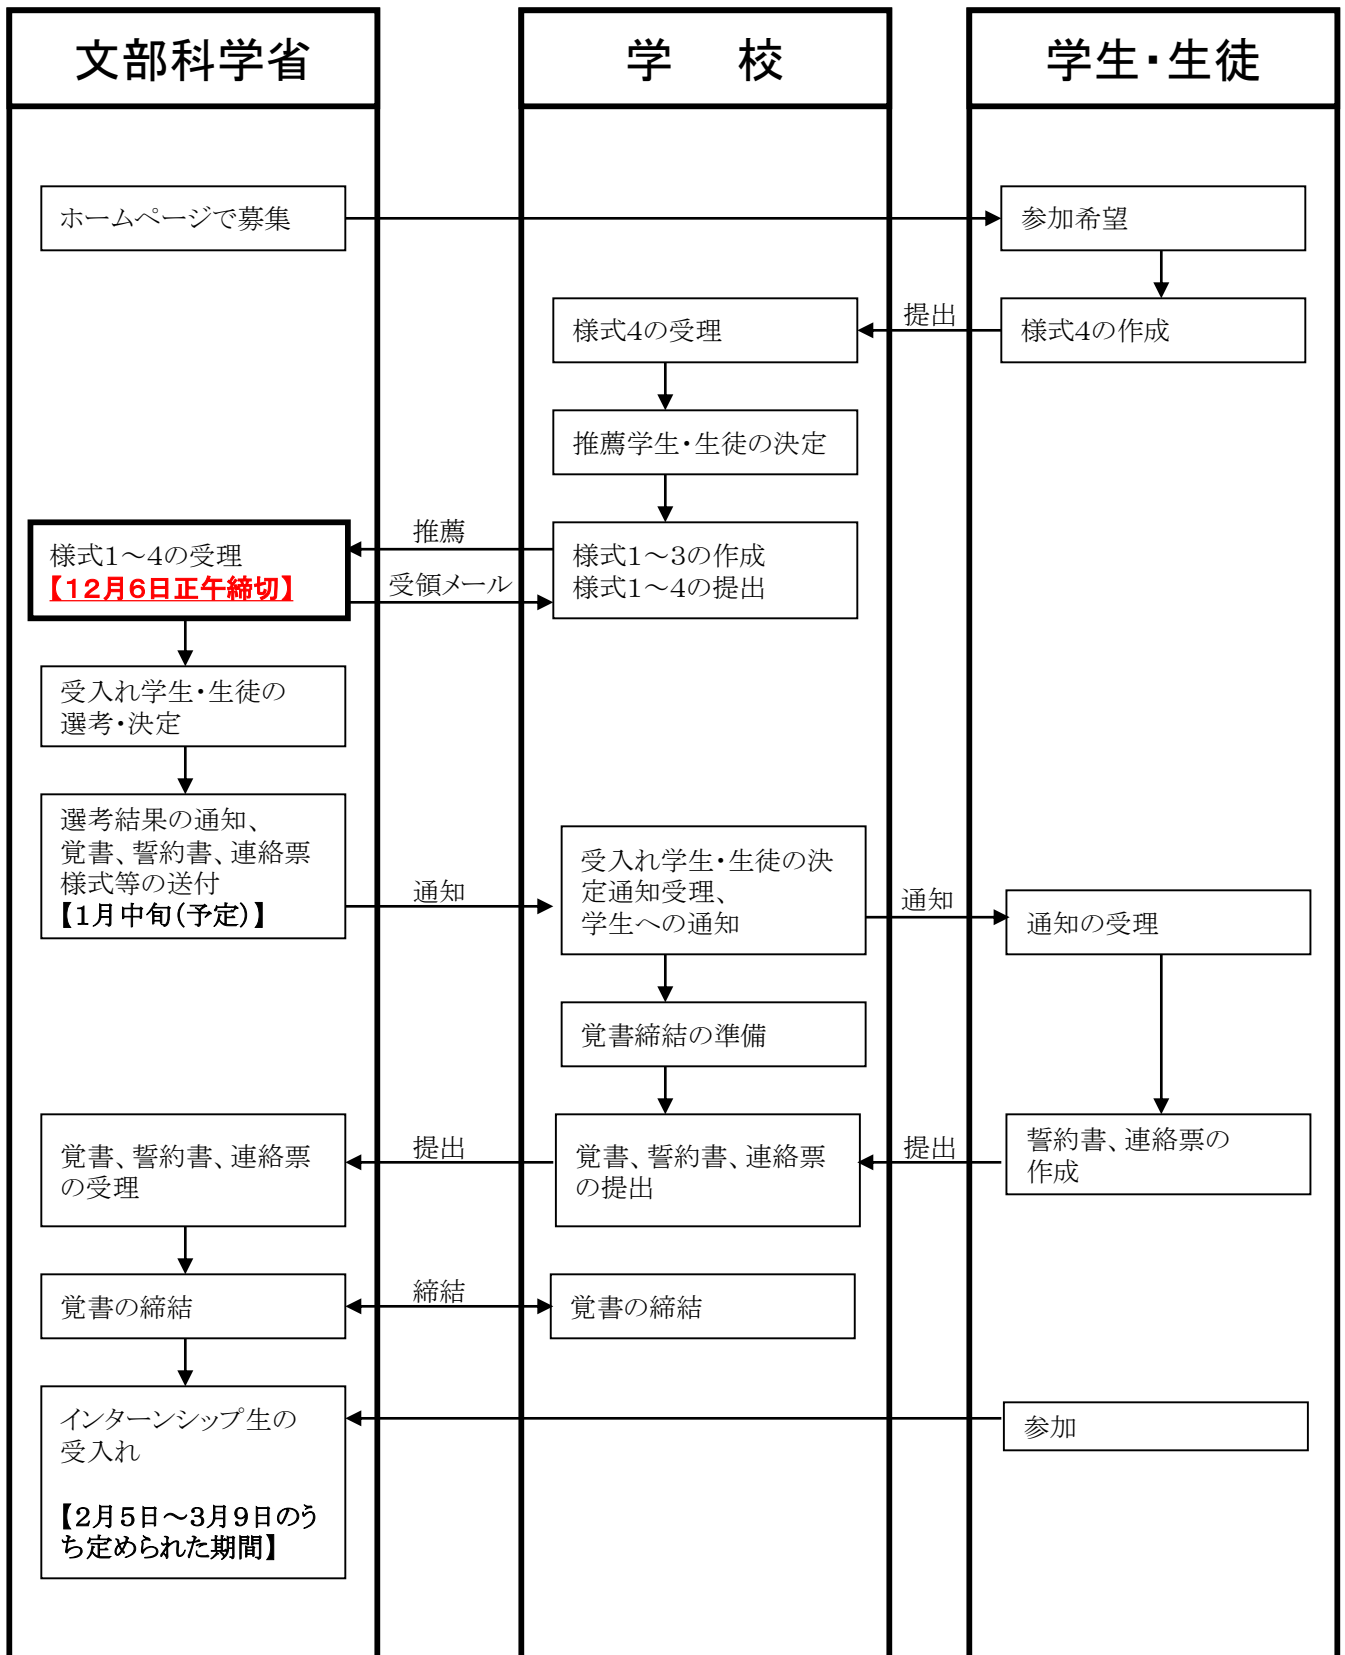 文部科学省
学　校
学生・生徒
ホームページで募集
参加希望
提出
様式4の受理
様式4の作成
推薦学生・生徒の決定
推薦
様式1～4の受理
【12月6日正午締切】
受領メール
様式1～3の作成
様式1～4の提出
受入れ学生・生徒の
選考・決定
選考結果の通知、
覚書、誓約書、連絡票
様式等の送付
【1月中旬(予定)】
通知
受入れ学生・生徒の決
定通知受理、
学生への通知
通知
通知の受理
覚書締結の準備
覚書、誓約書、連絡票
の受理
提出
覚書、誓約書、連絡票
の提出
提出
誓約書、連絡票の
作成
覚書の締結
締結
覚書の締結
インターンシップ生の
受入れ
【2月5日～3月9日のう
ち定められた期間】
参加